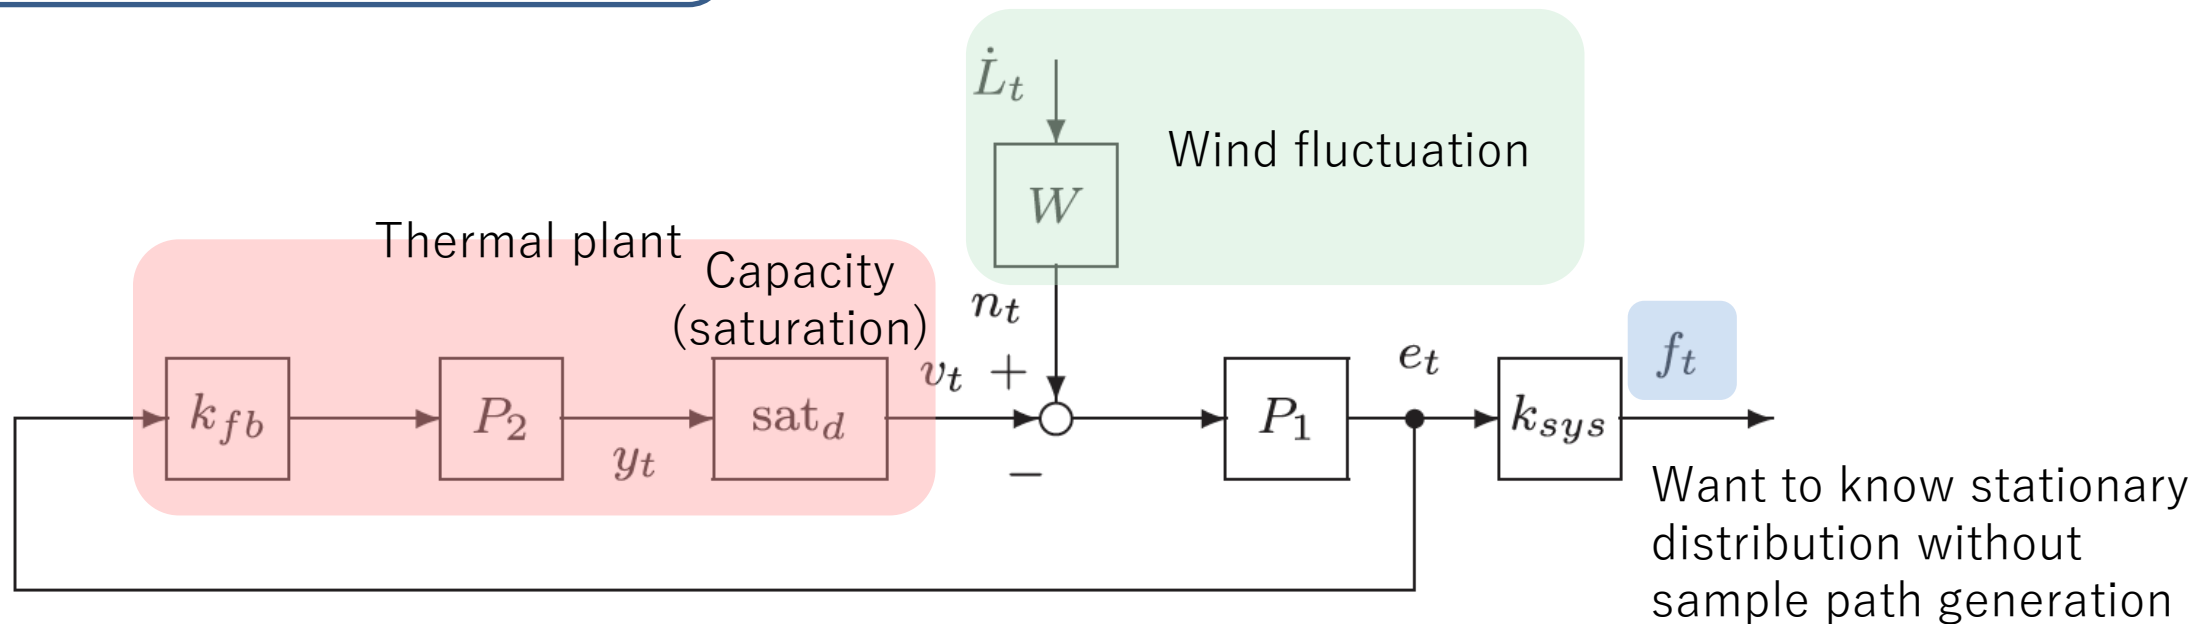 L̇t
Wind fluctuation
W
Thermal plant
Capacity
(saturation)
nt
vt +
et
ft
kfb
P2
yt
satd
P1
ksys
−
Want to know stationary
distribution without
sample path generation